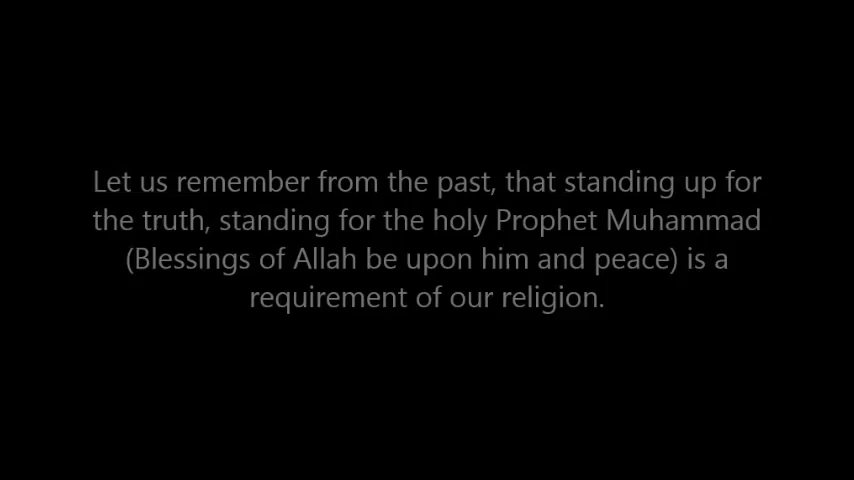 Let us remember from the past, that standing up for
the truth, standing for the holy Prophet Muhammad
(Blessings of Allah be upon him and peace) is a
requirement of our religion.